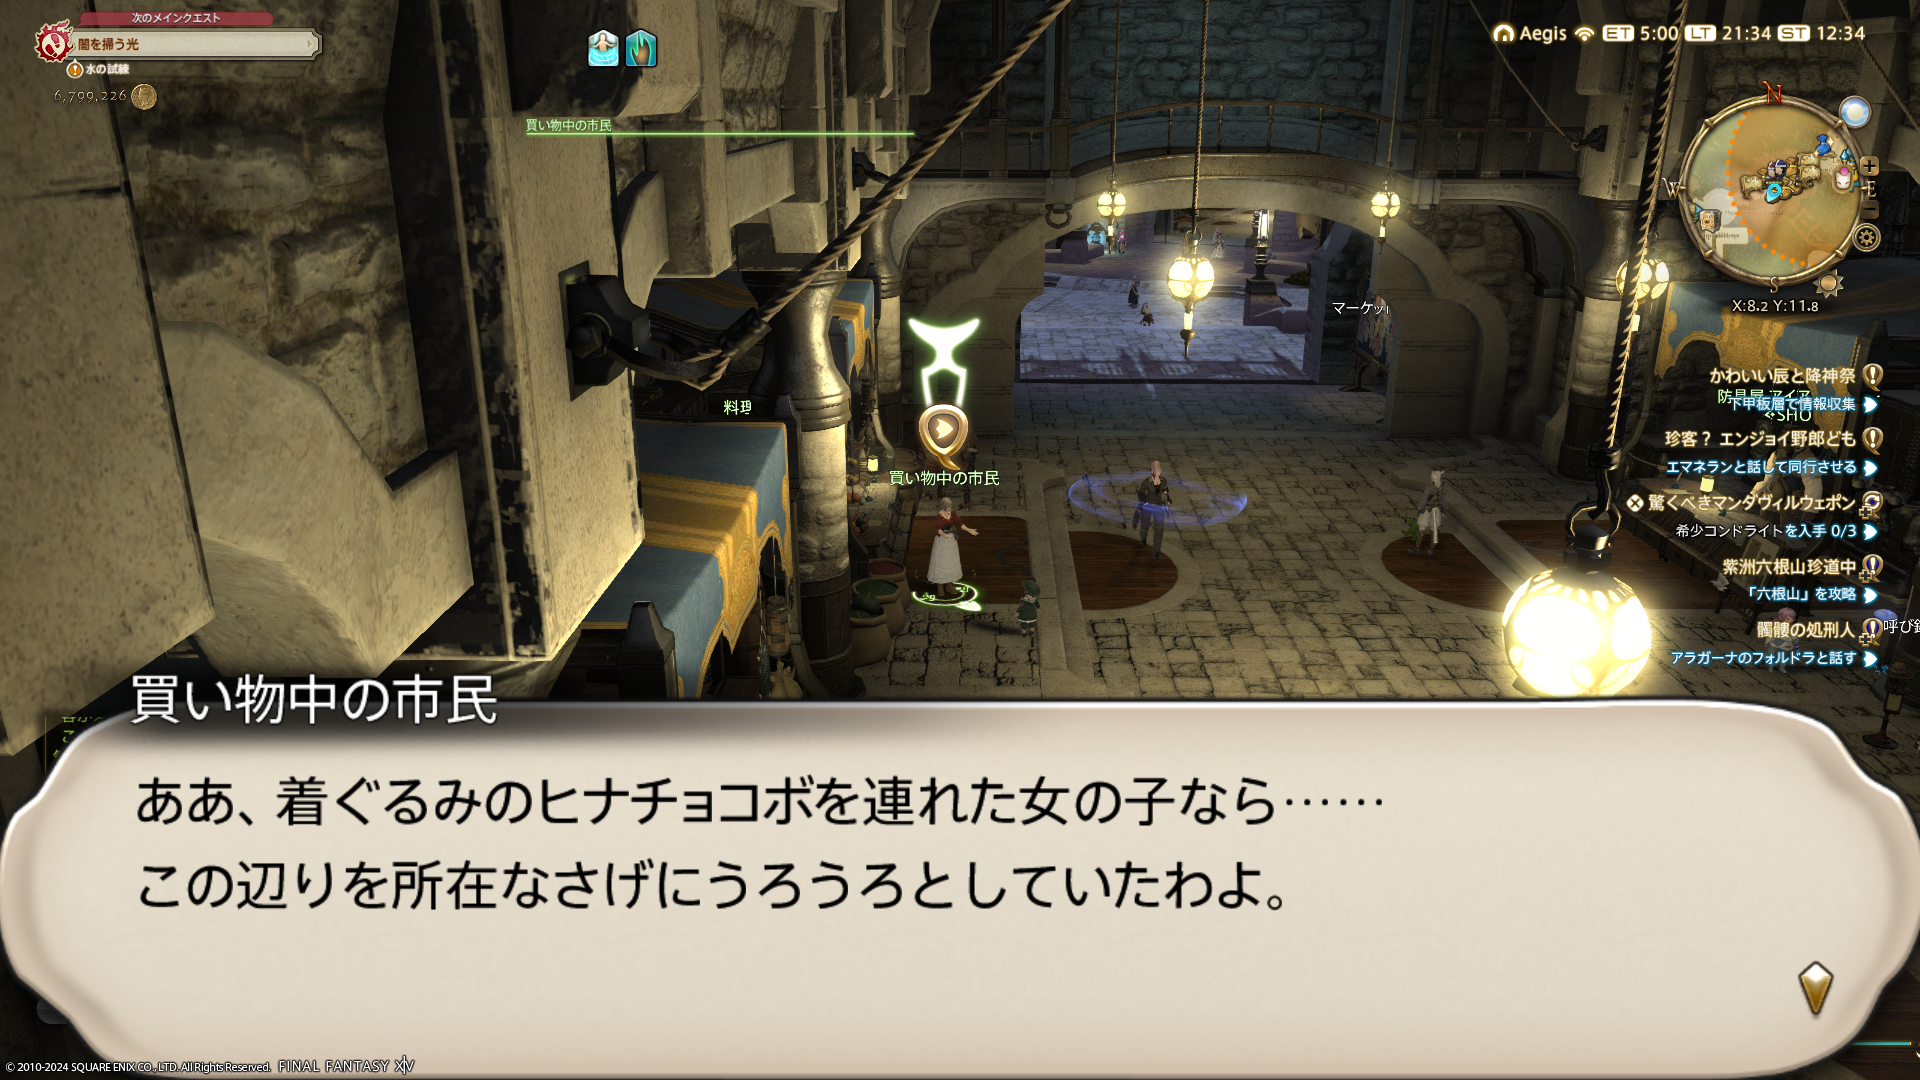 次のメインクエスト
闇を掃う光
水の試練
6,799,226
買い物中の市民
Aegis ET 5:00 LT 21:34 ST 12:34
N
W
E
S
X:8.2 Y:11.8
マーケッ
料理
買い物中の市民
かわいい辰と降神祭
下甲板層で情報収集
«SHO
珍客？ エンジョイ野郎ども
エマネランと話して同行させる
驚くべきマンダヴィルウェポン
希少コンドライトを入手 0/3
紫洲六根山珍道中
「六根山」を攻略
髑髏の処刑人
アラガーナのフォルドラと話す
呼び鈴
買い物中の市民
ああ、着ぐるみのヒナチョコボを連れた女の子なら……
この辺りを所在なさげにうろうろとしていたわよ。
© 2010-2024 SQUARE ENIX CO., LTD. All Rights Reserved. FINAL FANTASY XIV